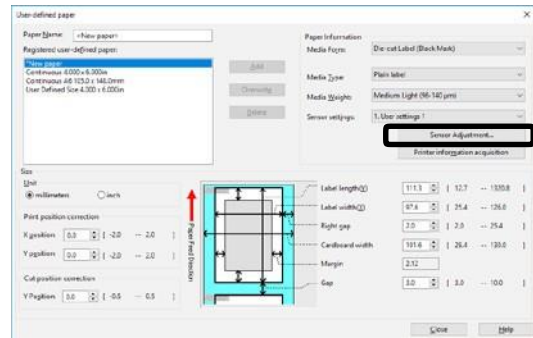 User-defined paper
Paper Name: <New paper>
Registered user-defined paper:
*New paper
Continuous 4.000 x 6.000in
Continuous A6 105.0 x 148.0mm
User Defined Size 4.000 x 6.000in
Add
Overwrite
Delete
Paper Information
Media Form: Die-cut Label (Black Mark)
Media Type: Plain label
Media Weight: Medium Light (96-140 μm)
Sensor settings: 1. User settings 1
Sensor Adjustment...
Printer information acquisition
Size
Unit
millimeters inch
Print position correction
X position 0.0 [ -2.0 -- 2.0 ]
Y position 0.0 [ -2.0 -- 2.0 ]
Cut position correction
Y Position 0.0 [ -0.5 -- 0.5 ]
Paper Feed Direction
Label length(Y) [ 12.7 -- 1320.8 ]
Label width(X) 97.6 [ 25.4 -- 126.0 ]
Right gap 2.0 [ 2.0 -- 25.4 ]
Cardboard width 101.6 [ -- 130.0 ]
Margin 2.12
Gap 3.0 [ 3.0 -- 10.0 ]
Close Help